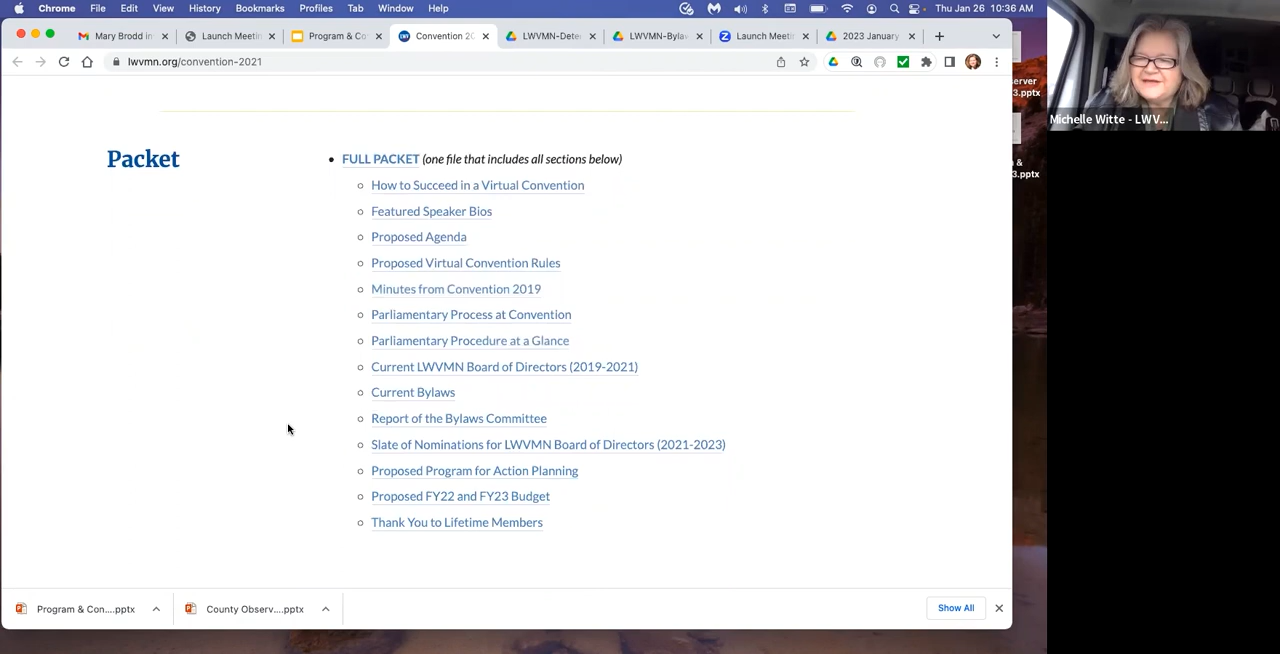 Chrome File Edit View History Bookmarks Profiles Tab Window Help Thu Jan 26 10:36 AM
Mary Brodd in Launch Meetin Program & Co Convention 20 LWVMN-Dete LWVMN-Byla Launch Meetin 2023 January
lwvmn.org/convention-2021
server
3.pptx
Michelle Witte - LWV...
&
3.pptx
Packet
FULL PACKET (one file that includes all sections below)
How to Succeed in a Virtual Convention
Featured Speaker Bios
Proposed Agenda
Proposed Virtual Convention Rules
Minutes from Convention 2019
Parliamentary Process at Convention
Parliamentary Procedure at a Glance
Current LWVMN Board of Directors (2019-2021)
Current Bylaws
Report of the Bylaws Committee
Slate of Nominations for LWVMN Board of Directors (2021-2023)
Proposed Program for Action Planning
Proposed FY22 and FY23 Budget
Thank You to Lifetime Members
Program & Con....pptx County Observ....pptx Show All